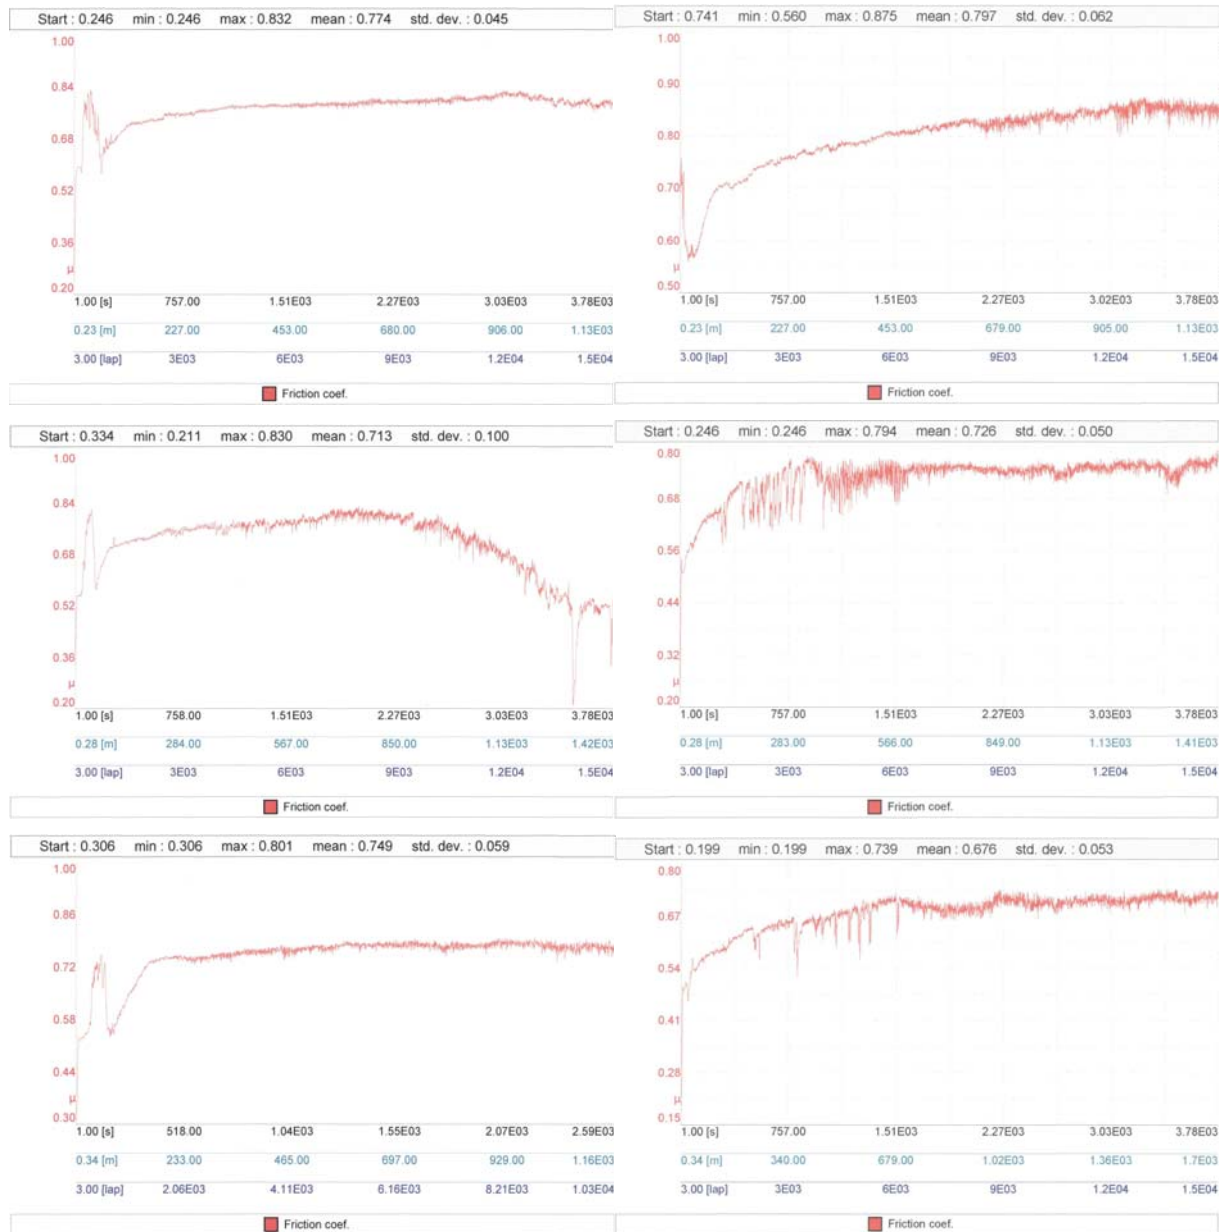 Start : 0.246 min : 0.246 max : 0.832 mean : 0.774 std. dev. : 0.045
1.00
0.84
0.68
0.52
0.36
μ
0.20
1.00 [s] 757.00 1.51E03 2.27E03 3.03E03 3.78E03
0.23 [m] 227.00 453.00 680.00 906.00 1.13E03
3.00 [lap] 3E03 6E03 9E03 1.2E04 1.5E04
Friction coef.
Start : 0.741 min : 0.560 max : 0.875 mean : 0.797 std. dev. : 0.062
1.00
0.90
0.80
0.70
0.60
μ
0.50
1.00 [s] 757.00 1.51E03 2.27E03 3.02E03 3.78E03
0.23 [m] 227.00 453.00 679.00 905.00 1.13E03
3.00 [lap] 3E03 6E03 9E03 1.2E04 1.5E04
Friction coef.
Start : 0.334 min : 0.211 max : 0.830 mean : 0.713 std. dev. : 0.100
1.00
0.84
0.68
0.52
0.36
μ
0.20
1.00 [s] 758.00 1.51E03 2.27E03 3.03E03 3.78E03
0.28 [m] 284.00 567.00 850.00 1.13E03 1.42E03
3.00 [lap] 3E03 6E03 9E03 1.2E04 1.5E04
Friction coef.
Start : 0.246 min : 0.246 max : 0.794 mean : 0.726 std. dev. : 0.050
0.80
0.68
0.56
0.44
0.32
μ
0.20
1.00 [s] 757.00 1.51E03 2.27E03 3.03E03 3.78E03
0.28 [m] 283.00 566.00 849.00 1.13E03 1.41E03
3.00 [lap] 3E03 6E03 9E03 1.2E04 1.5E04
Friction coef.
Start : 0.306 min : 0.306 max : 0.801 mean : 0.749 std. dev. : 0.059
1.00
0.86
0.72
0.58
0.44
μ
0.30
1.00 [s] 518.00 1.04E03 1.55E03 2.07E03 2.59E03
0.34 [m] 233.00 465.00 697.00 929.00 1.16E03
3.00 [lap] 2.06E03 4.11E03 6.16E03 8.21E03 1.03E04
Friction coef.
Start : 0.199 min : 0.199 max : 0.739 mean : 0.676 std. dev. : 0.053
0.80
0.67
0.54
0.41
0.28
μ
0.15
1.00 [s] 757.00 1.51E03 2.27E03 3.03E03 3.78E03
0.34 [m] 340.00 679.00 1.02E03 1.36E03 1.7E03
3.00 [lap] 3E03 6E03 9E03 1.2E04 1.5E04
Friction coef.